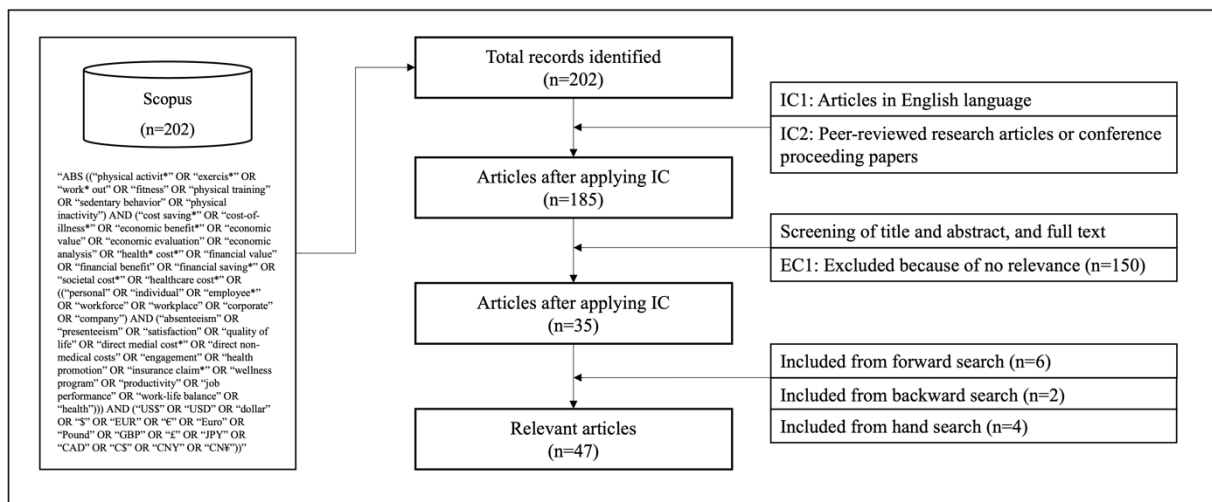 Scopus
(n=202)
“ABS ((“physical activit*” OR “exercis*” OR
“work* out” OR “fitness” OR “physical training”
OR “sedentary behavior” OR “physical
inactivity”) AND (“cost saving*” OR “cost-of-
illness*” OR “economic benefit*” OR “economic
value” OR “economic evaluation” OR “economic
analysis” OR “health* cost*” OR “financial value”
OR “financial benefit” OR “financial saving*” OR
“societal cost*” OR “healthcare cost*” OR
((“personal” OR “individual” OR “employee*”
OR “workforce” OR “workplace” OR “corporate”
OR “company”) AND (“absenteeism” OR
“presenteeism” OR “satisfaction” OR “quality of
life” OR “direct medial cost*” OR “direct non-
medical costs” OR “engagement” OR “health
promotion” OR “insurance claim*” OR “wellness
program” OR “productivity” OR “job
performance” OR “work-life balance” OR
“health”))) AND (“US$” OR “USD” OR “dollar”
OR “$” OR “EUR” OR “€” OR “Euro” OR
“Pound” OR “GBP” OR “£” OR “JPY” OR
“CAD” OR “C$” OR “CNY” OR “CN¥”))”
Total records identified
(n=202)
IC1: Articles in English language
IC2: Peer-reviewed research articles or conference
proceeding papers
Articles after applying IC
(n=185)
Screening of title and abstract, and full text
EC1: Excluded because of no relevance (n=150)
Articles after applying IC
(n=35)
Included from forward search (n=6)
Included from backward search (n=2)
Included from hand search (n=4)
Relevant articles
(n=47)